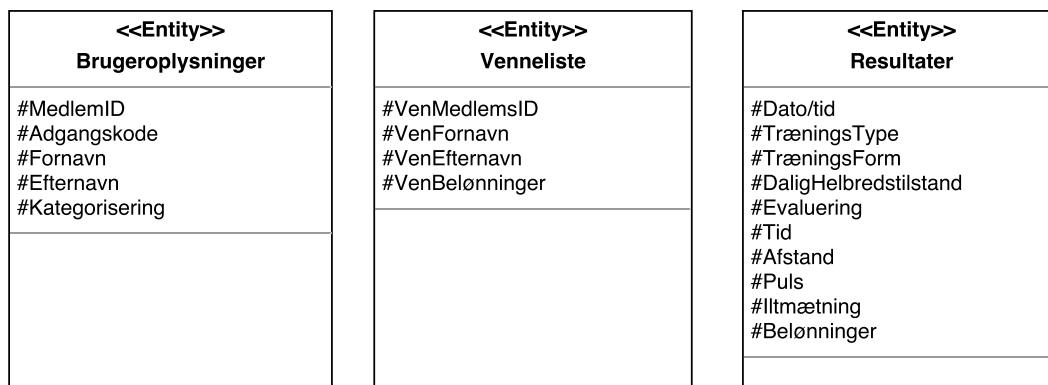 <<Entity>>
Brugeroplysninger
#MedlemID
#Adgangskode
#Fornavn
#Efternavn
#Kategorisering
<<Entity>>
Venneliste
#VenMedlemsID
#VenFornavn
#VenEfternavn
#VenBelønninger
<<Entity>>
Resultater
#Dato/tid
#TræningsType
#TræningsForm
#DaligHelbredstilstand
#Evaluering
#Tid
#Afstand
#Puls
#Iltmætning
#Belønninger